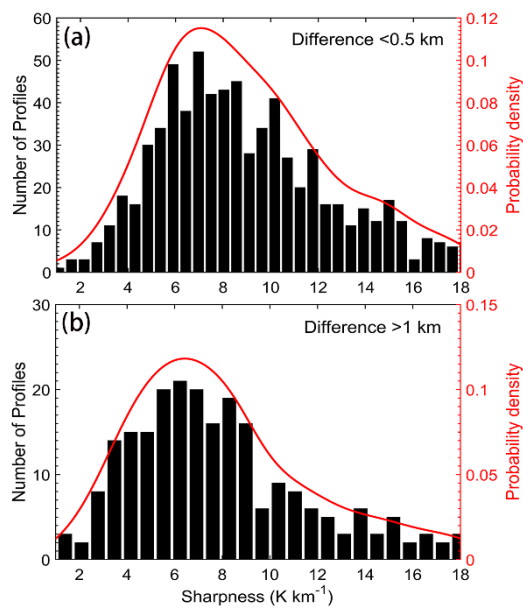 (a)
Difference <0.5 km
Number of Profiles
60
50
40
30
20
10
0
0.12
0.1
0.08
0.06
0.04
0.02
0
Probability density
2 4 6 8 10 12 14 16 18
(b)
Difference >1 km
Number of Profiles
30
20
10
0
0.15
0.1
0.05
0
Probability density
2 4 6 8 10 12 14 16 18
Sharpness (K km⁻¹)